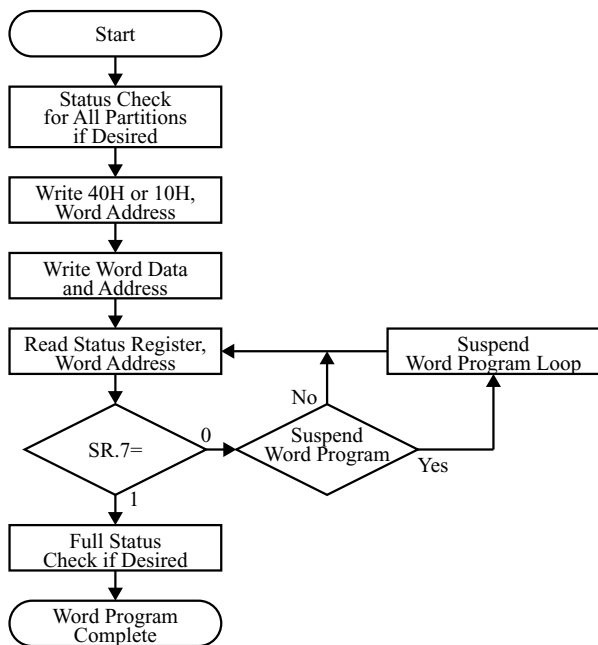 Start
Status Check
for All Partitions
if Desired
Write 40H or 10H,
Word Address
Write Word Data
and Address
Read Status Register,
Word Address
Suspend
Word Program Loop
No
SR.7=
0
Suspend
Word Program
Yes
1
Full Status
Check if Desired
Word Program
Complete